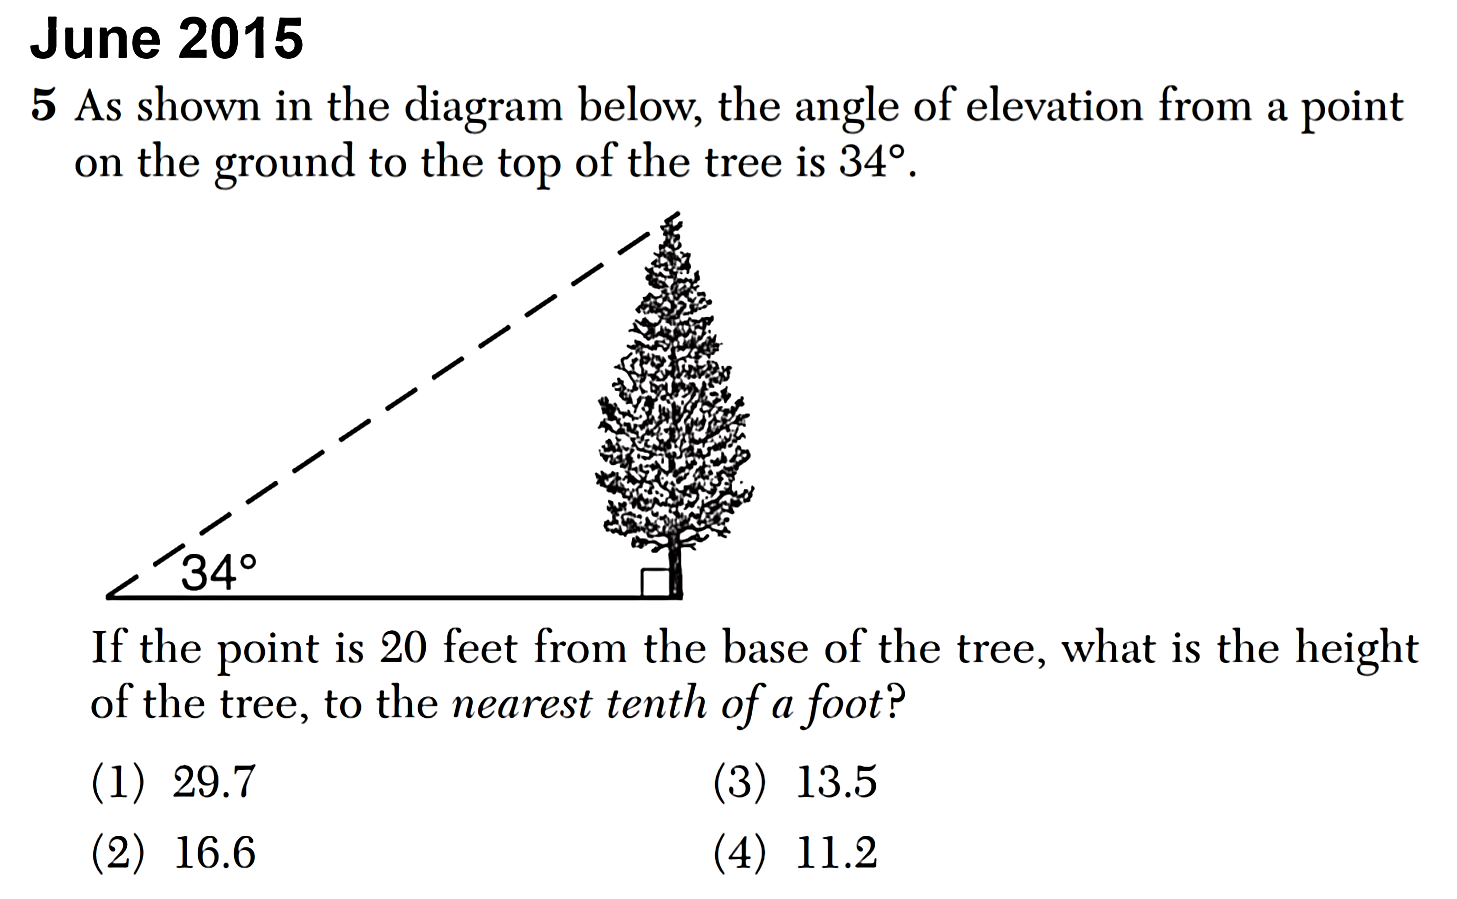 June 2015
5 As shown in the diagram below, the angle of elevation from a point
on the ground to the top of the tree is 34°.
34°
If the point is 20 feet from the base of the tree, what is the height
of the tree, to the nearest tenth of a foot?
(1) 29.7 (3) 13.5
(2) 16.6 (4) 11.2